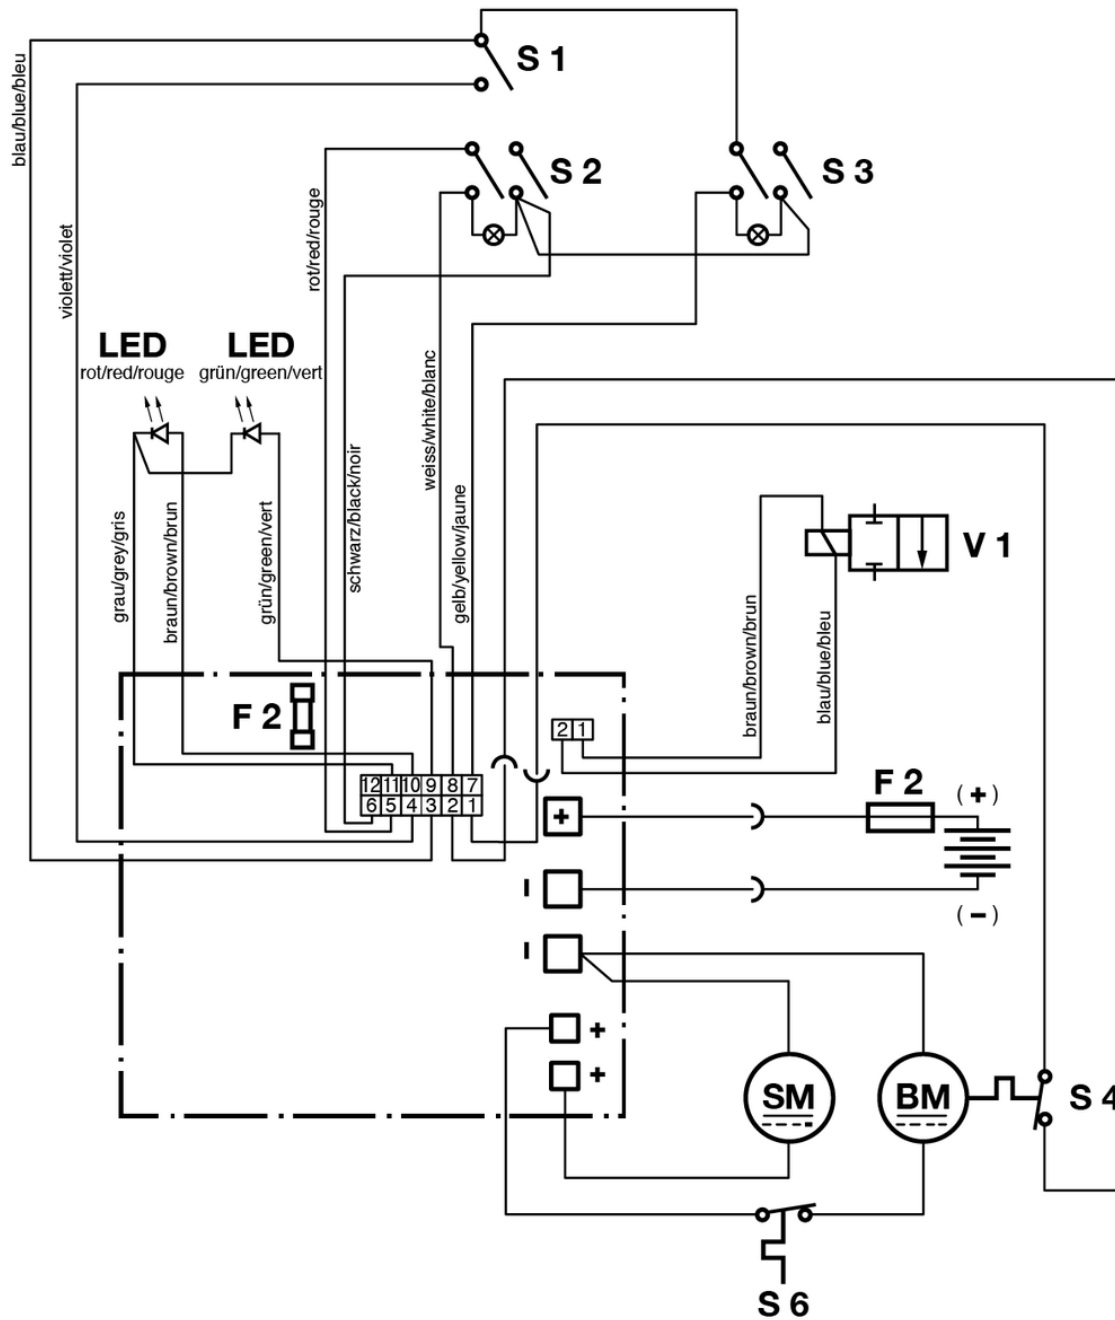 S 1
blau/blue/bleu
violett/violet
S 2
S 3
rot/red/rouge
LED
LED
rot/red/rouge
grün/green/vert
weiss/white/blanc
schwarz/black/noir
gelb/yellow/jaune
grau/grey/gris
braun/brown/brun
grün/green/vert
V 1
braun/brown/brun
blau/blue/bleu
F 2
2 1
12 11 10 9 8 7
6 5 4 3 2 1
F 2
(+)
+
−
(−)
−
+
+
SM
BM
S 4
S 6